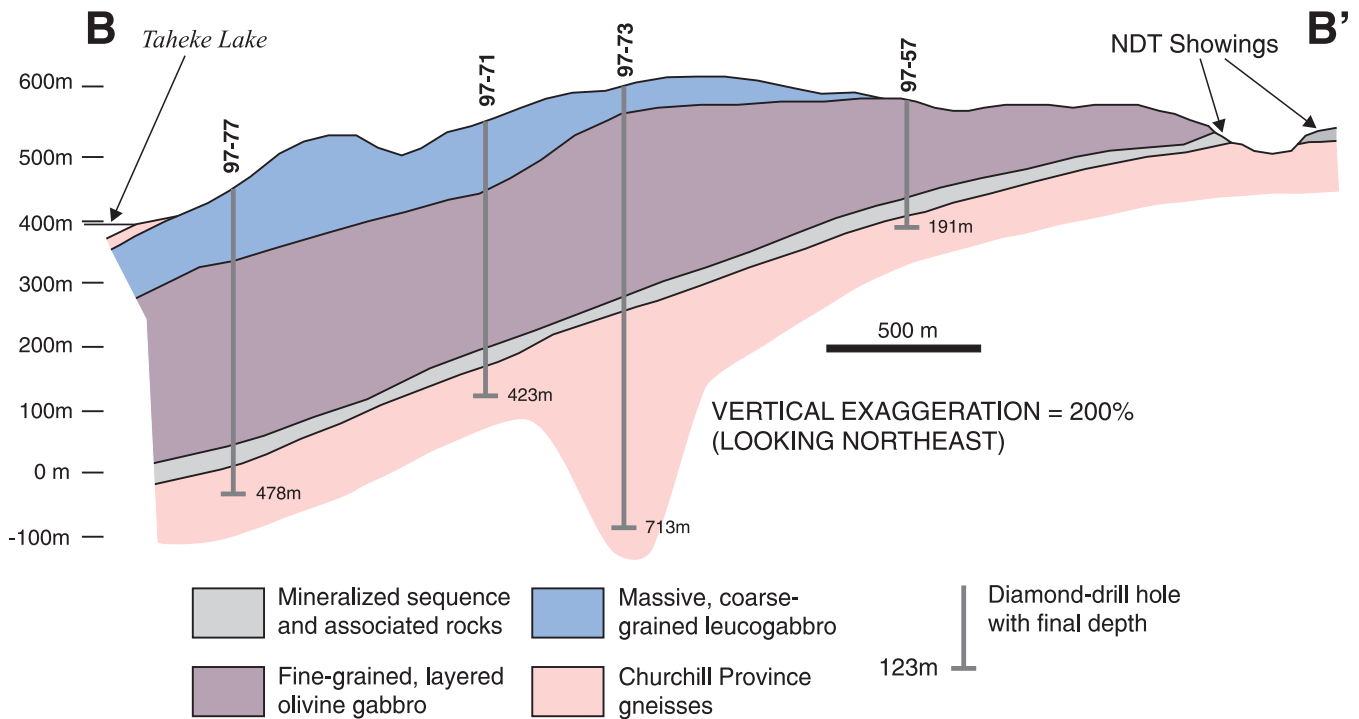 B
Taheke Lake
97-77
97-71
97-73
97-57
NDT Showings
B'
600m
500m
400m
300m
200m
100m
0 m
-100m
478m
423m
713m
191m
500 m
VERTICAL EXAGGERATION = 200%
(LOOKING NORTHEAST)
Mineralized sequence
and associated rocks
Massive, coarse-
grained leucogabbro
Fine-grained, layered
olivine gabbro
Churchill Province
gneisses
Diamond-drill hole
with final depth
123m